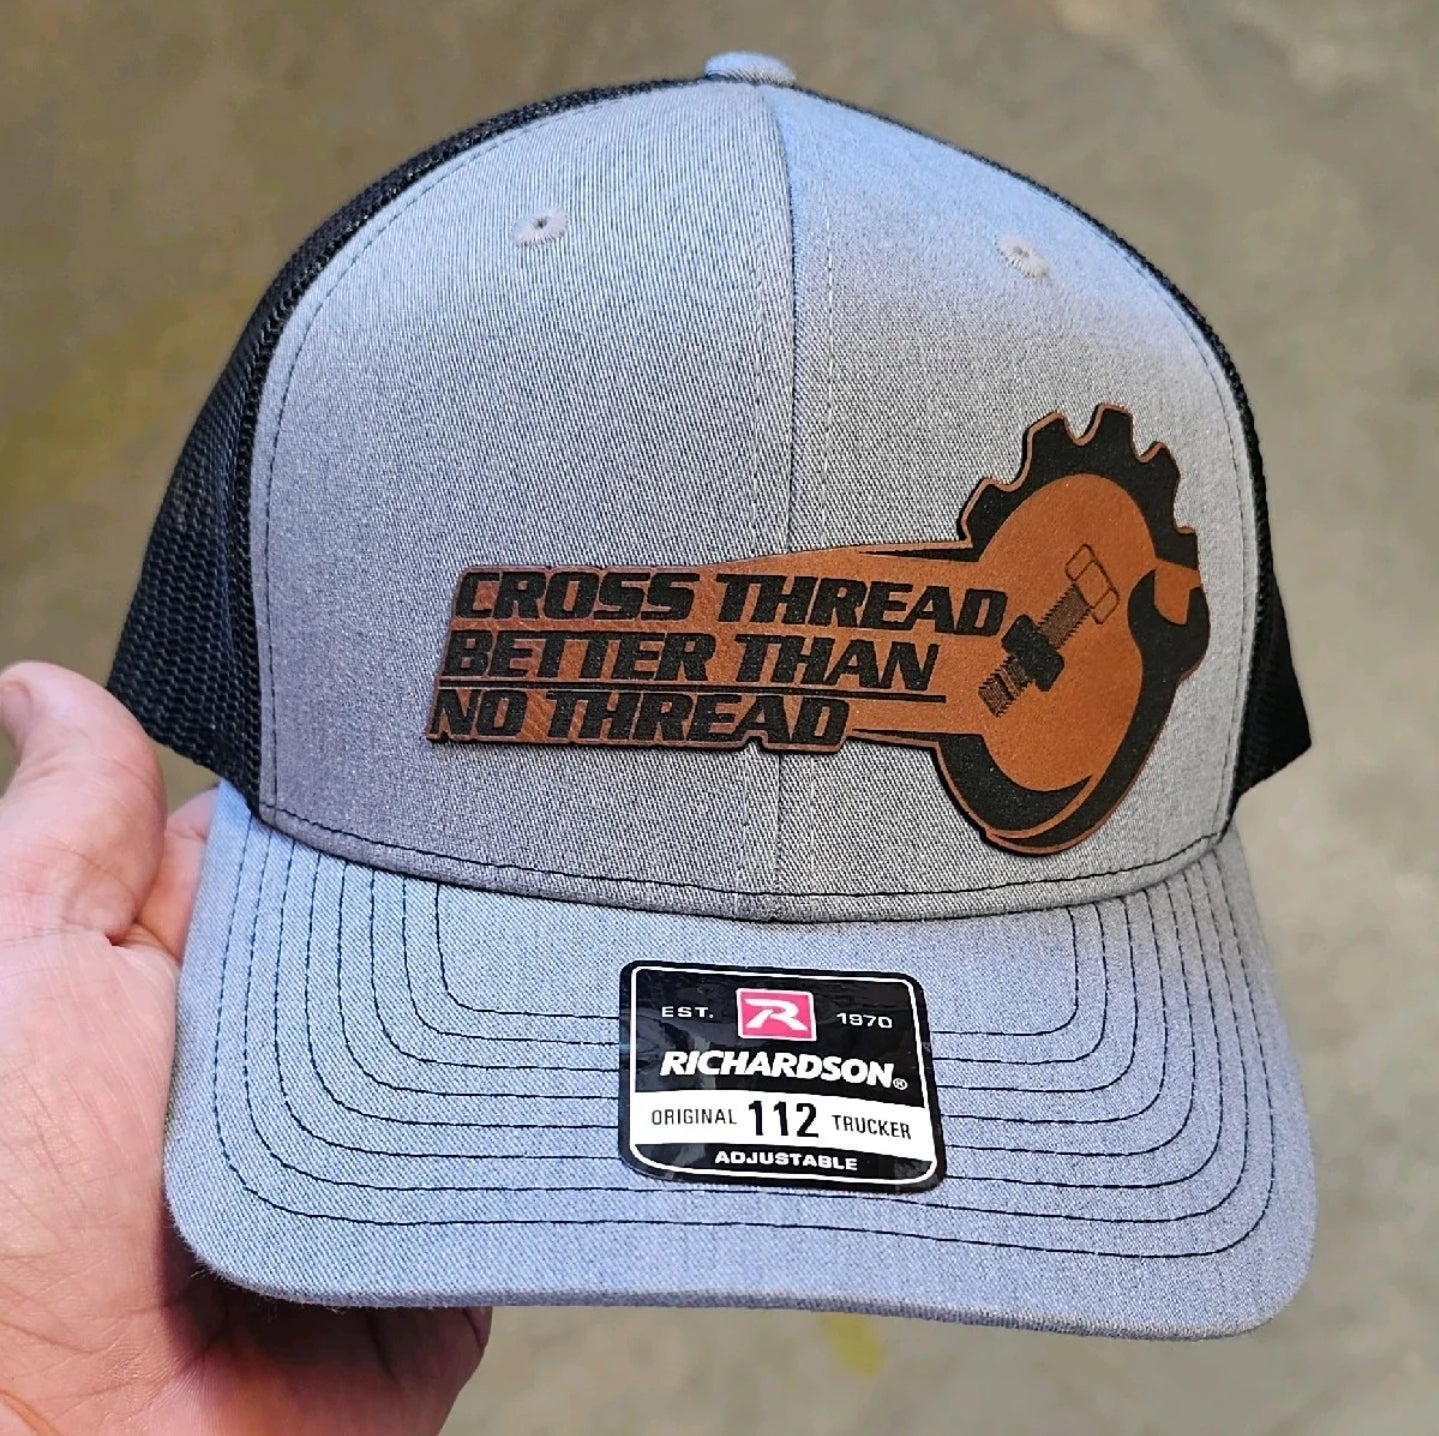 CROSS THREAD
BETTER THAN
NO THREAD
EST. R 1970
RICHARDSON®
ORIGINAL 112 TRUCKER
ADJUSTABLE